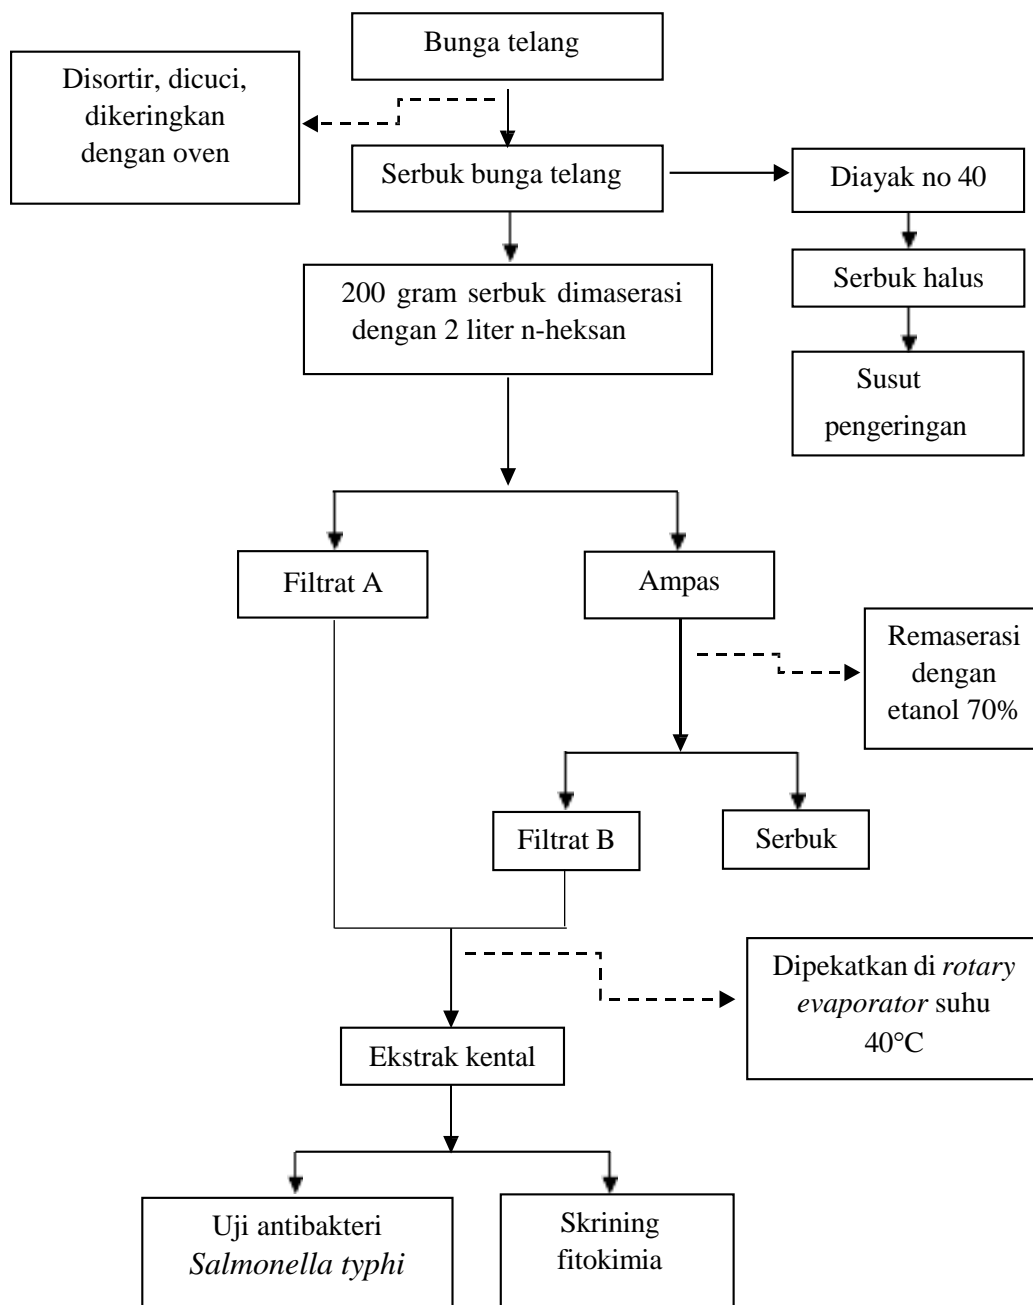 Bunga telang
Disortir, dicuci,
dikeringkan
dengan oven
Serbuk bunga telang
Diayak no 40
200 gram serbuk dimaserasi
dengan 2 liter n-heksan
Serbuk halus
Susut
pengeringan
Filtrat A
Ampas
Remaserasi
dengan
etanol 70%
Filtrat B
Serbuk
Dipekatkan di rotary
evaporator suhu
40°C
Ekstrak kental
Uji antibakteri
Salmonella typhi
Skrining
fitokimia